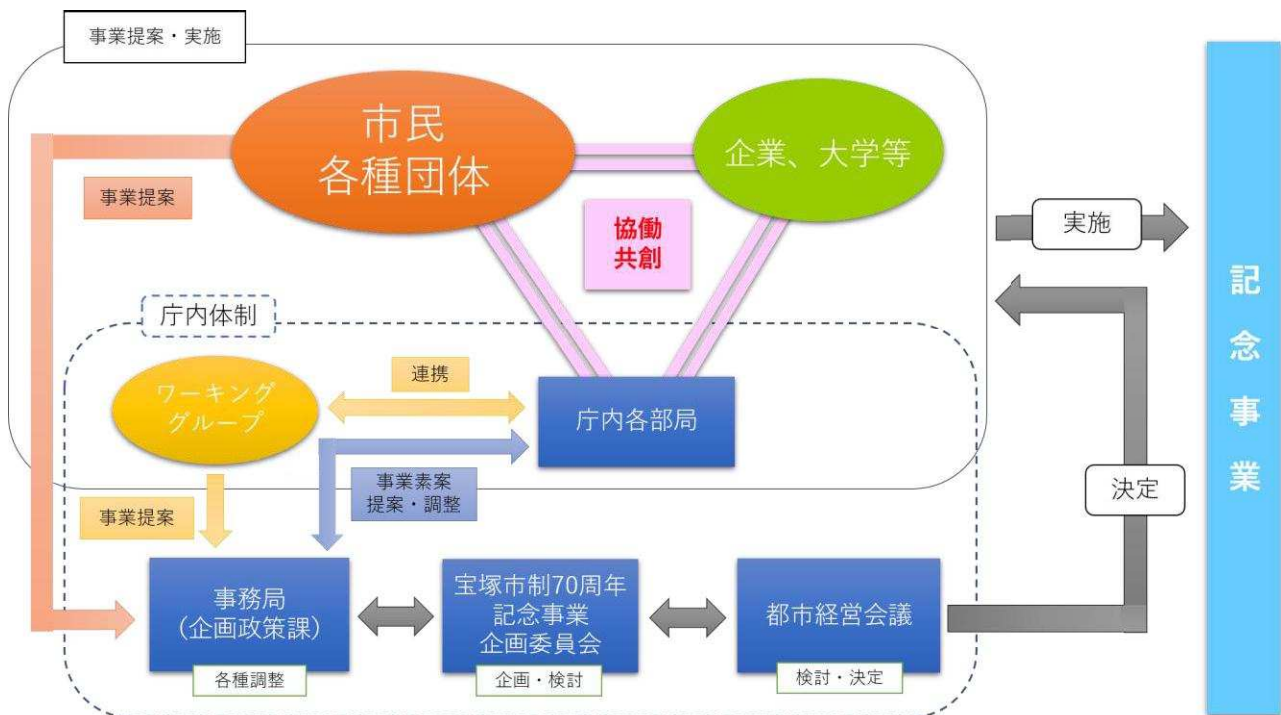 事業提案・実施
市民
各種団体
企業、大学等
事業提案
協働
共創
実施
庁内体制
ワーキング
グループ
連携
庁内各部局
事業素案
提案・調整
事業提案
決定
記念事業
事務局
（企画政策課）
各種調整
宝塚市制70周年
記念事業
企画委員会
企画・検討
都市経営会議
検討・決定